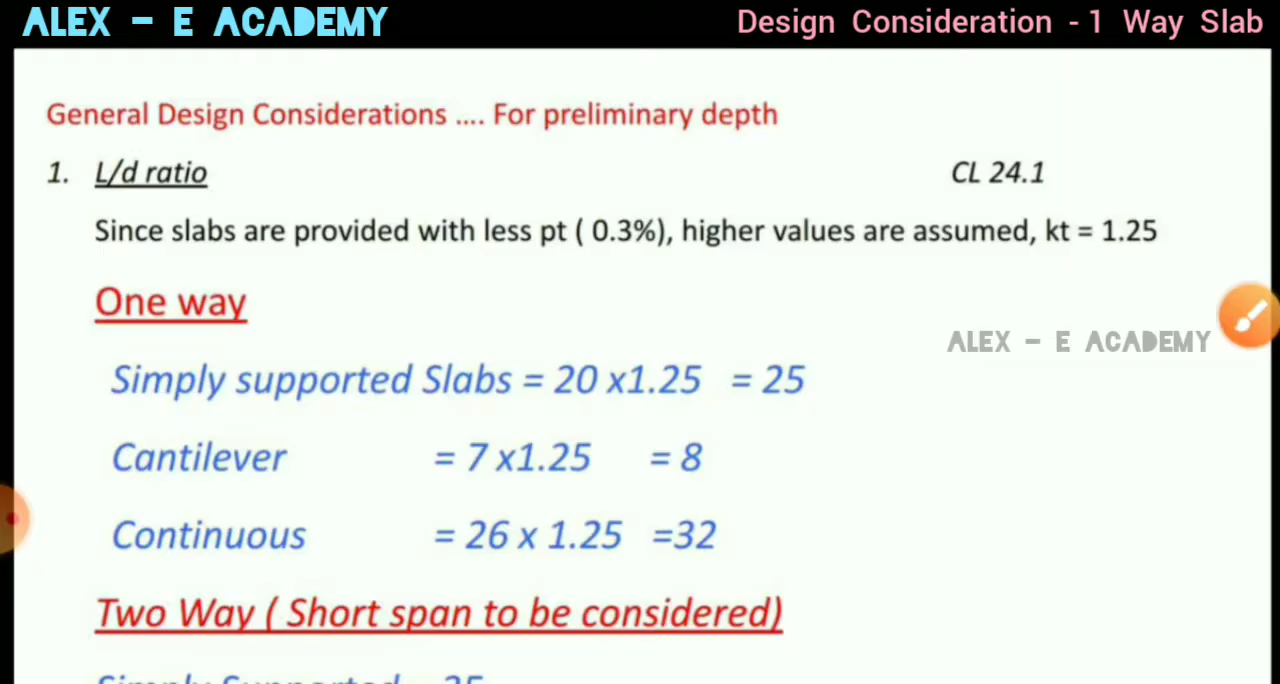 ALEX - E ACADEMY
Design Consideration - 1 Way Slab
General Design Considerations .... For preliminary depth
1. L/d ratio CL 24.1
Since slabs are provided with less pt ( 0.3%), higher values are assumed, kt = 1.25
One way
ALEX - E ACADEMY
Simply supported Slabs = 20 x1.25 = 25
Cantilever = 7 x1.25 = 8
Continuous = 26 x 1.25 =32
Two Way ( Short span to be considered)